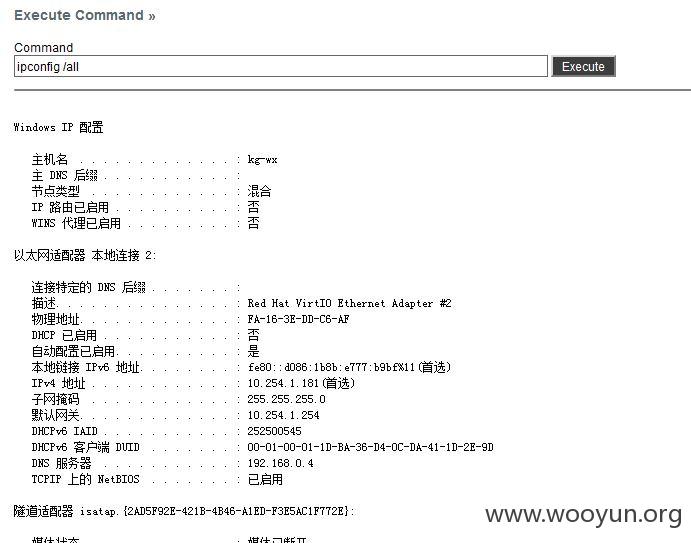 Execute Command »
Command
ipconfig /all
Execute
Windows IP 配置
主机名 . . . . . . . . . . . . . : kg-wx
主 DNS 后缀 . . . . . . . . . . . :
节点类型 . . . . . . . . . . . . : 混合
IP 路由已启用 . . . . . . . . . . : 否
WINS 代理已启用 . . . . . . . . . : 否
以太网适配器 本地连接 2:
连接特定的 DNS 后缀 . . . . . . . :
描述. . . . . . . . . . . . . . . : Red Hat VirtIO Ethernet Adapter #2
物理地址. . . . . . . . . . . . . : FA-16-3E-DD-C6-AF
DHCP 已启用 . . . . . . . . . . . : 否
自动配置已启用. . . . . . . . . . : 是
本地链接 IPv6 地址. . . . . . . . : fe80::d086:1b8b:e777:b9bf%11(首选)
IPv4 地址 . . . . . . . . . . . . : 10.254.1.181(首选)
子网掩码 . . . . . . . . . . . . : 255.255.255.0
默认网关. . . . . . . . . . . . . : 10.254.1.254
DHCPv6 IAID . . . . . . . . . . . : 252500545
DHCPv6 客户端 DUID . . . . . . . : 00-01-00-01-1D-BA-36-D4-0C-DA-41-1D-2E-9D
DNS 服务器 . . . . . . . . . . . : 192.168.0.4
TCPIP 上的 NetBIOS . . . . . . . : 已启用
隧道适配器 isatap.{2AD5F92E-421B-4B46-A1ED-F3E5AC1F772E}:
媒体状态 . . . . . . . . . . . . : 媒体已断开
www.wooyun.org